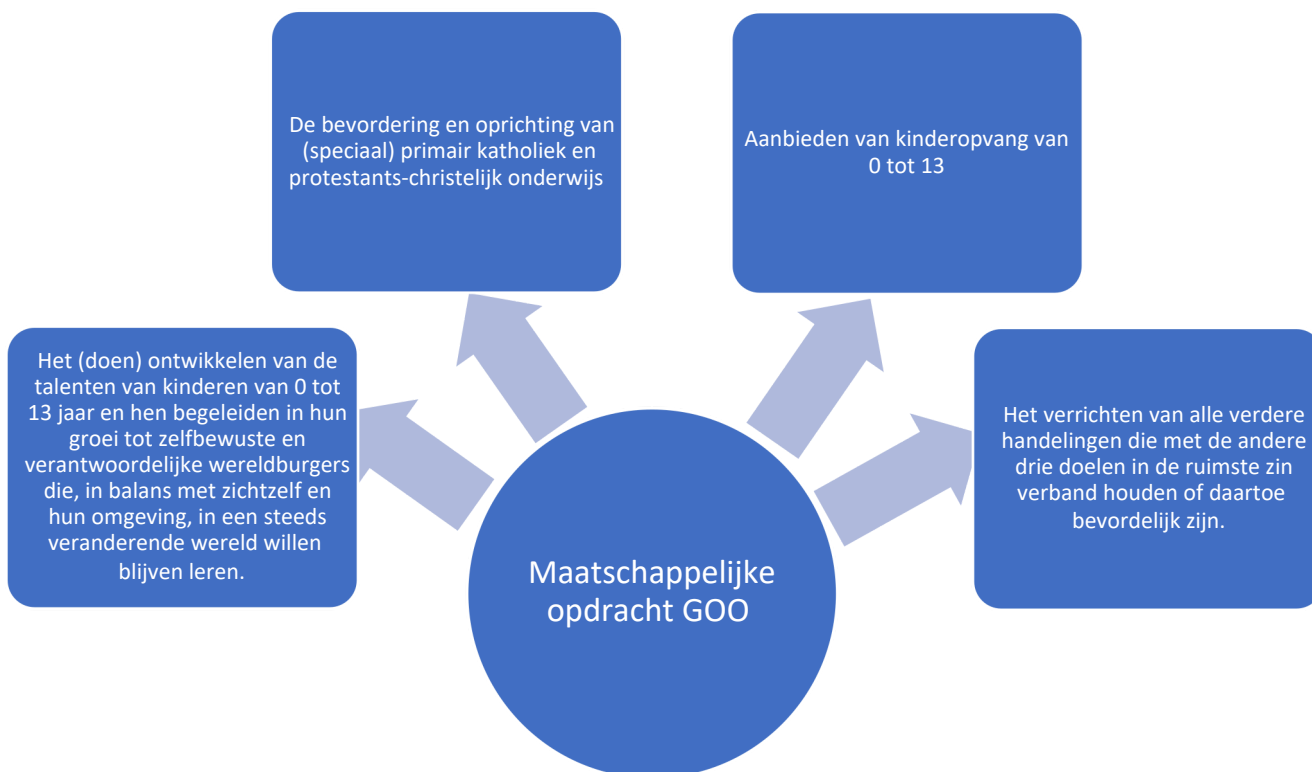 De bevordering en oprichting van
(speciaal) primair katholiek en
protestants-christelijk onderwijs
Aanbieden van kinderopvang van
0 tot 13
Het (doen) ontwikkelen van de
talenten van kinderen van 0 tot
13 jaar en hen begeleiden in hun
groei tot zelfbewuste en
verantwoordelijke wereldburgers
die, in balans met zichtzelf en
hun omgeving, in een steeds
veranderende wereld willen
blijven leren.
Het verrichten van alle verdere
handelingen die met de andere
drie doelen in de ruimste zin
verband houden of daartoe
bevordelijk zijn.
Maatschappelijke
opdracht GOO